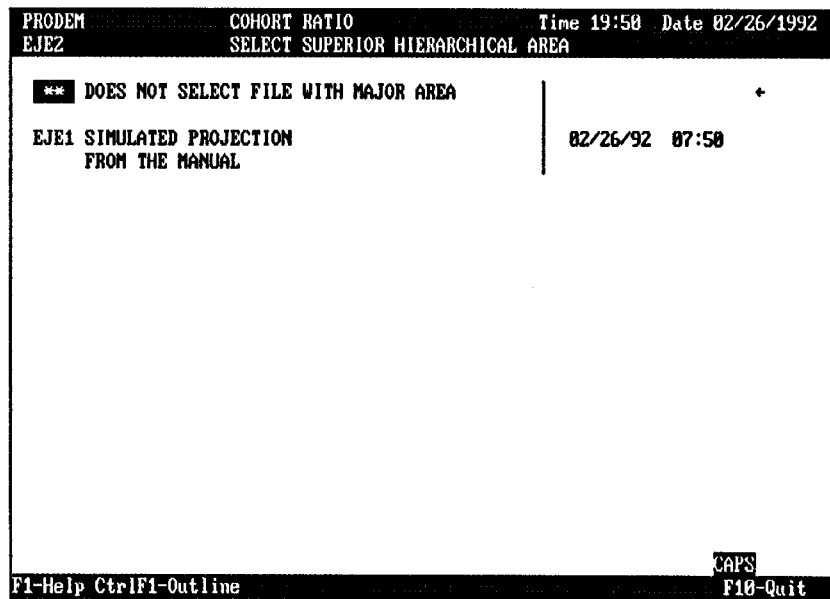 PRODEM COHORT RATIO Time 19:50 Date 02/26/1992
EJE2 SELECT SUPERIOR HIERARCHICAL AREA
** DOES NOT SELECT FILE WITH MAJOR AREA ←
EJE1 SIMULATED PROJECTION 02/26/92 07:50
FROM THE MANUAL
CAPS
F1-Help CtrlF1-Outline F10-Quit